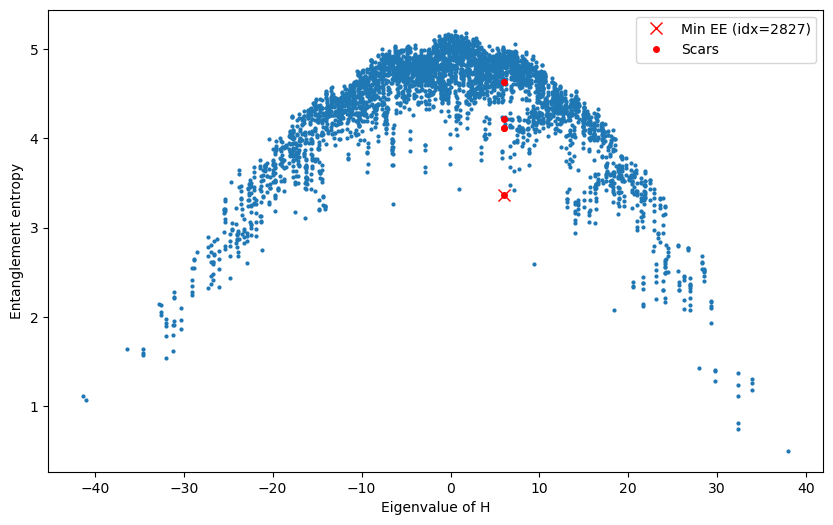 Min EE (idx=2827)
Scars
Entanglement entropy
5
4
3
2
1
−40 −30 −20 −10 0 10 20 30 40
Eigenvalue of H